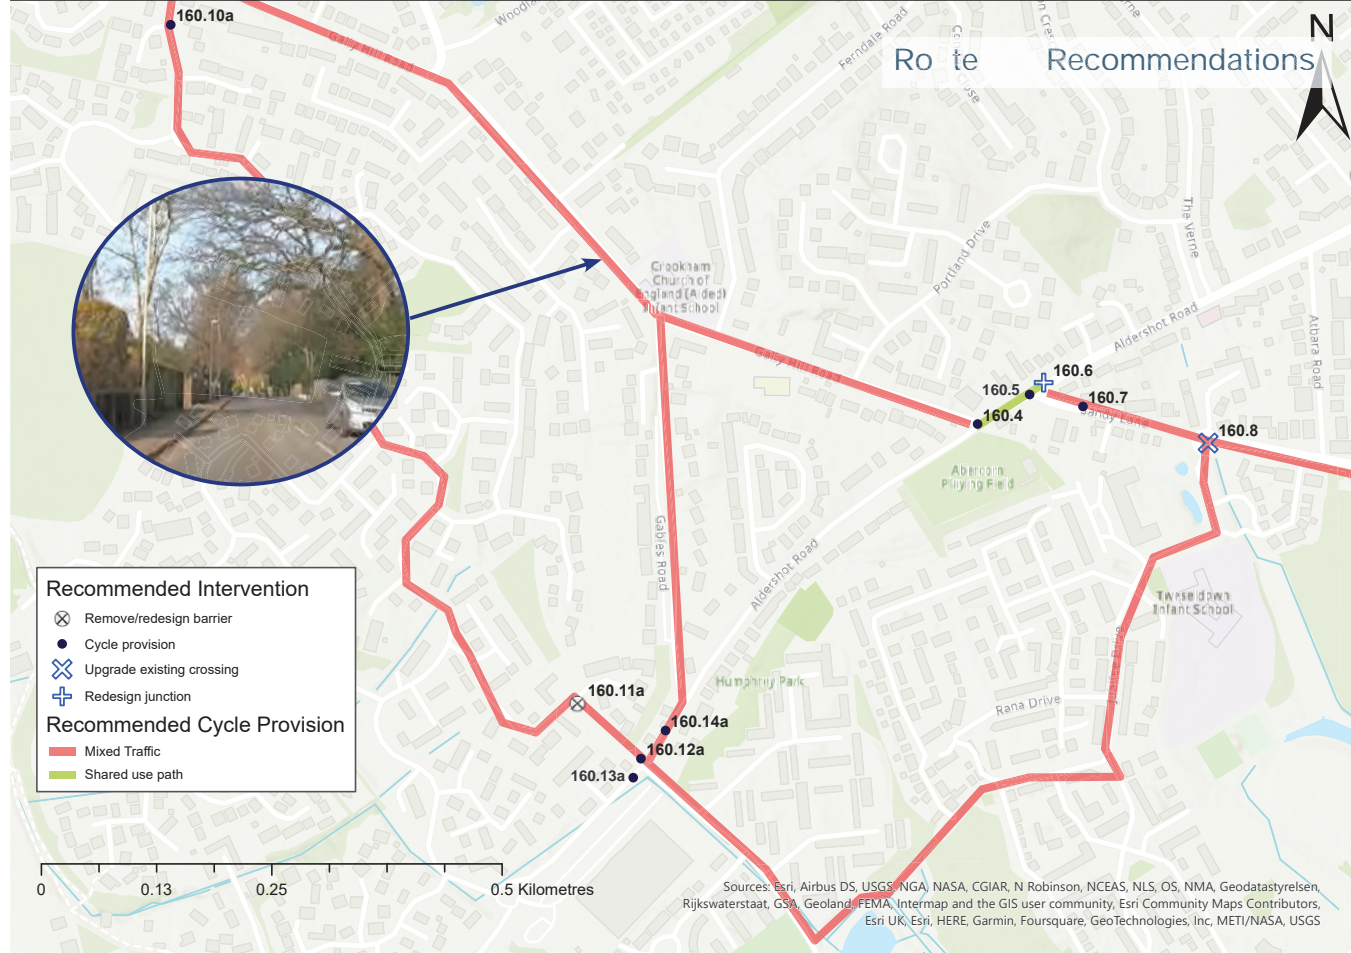 160.10a
Gally Hill Road
Ferndale Road
N
Ro te Recommendations
The Verne
Portland Drive
Crookham
Church of
England (Aided)
Infant School
Aldershot Road
Atbara Road
Gally Hill Road
160.6
160.5
160.7
160.4
Sandy Lane
160.8
Abercorn
Playing Field
Gables Road
Aldershot Road
Tweseldown
Infant School
Humphrey Park
Rana Drive
160.11a
160.14a
160.12a
160.13a
Recommended Intervention
Remove/redesign barrier
Cycle provision
Upgrade existing crossing
Redesign junction
Recommended Cycle Provision
Mixed Traffic
Shared use path
0 0.13 0.25 0.5 Kilometres
Sources: Esri, Airbus DS, USGS, NGA, NASA, CGIAR, N Robinson, NCEAS, NLS, OS, NMA, Geodatastyrelsen,
Rijkswaterstaat, GSA, Geoland, FEMA, Intermap and the GIS user community, Esri Community Maps Contributors,
Esri UK, Esri, HERE, Garmin, Foursquare, GeoTechnologies, Inc, METI/NASA, USGS